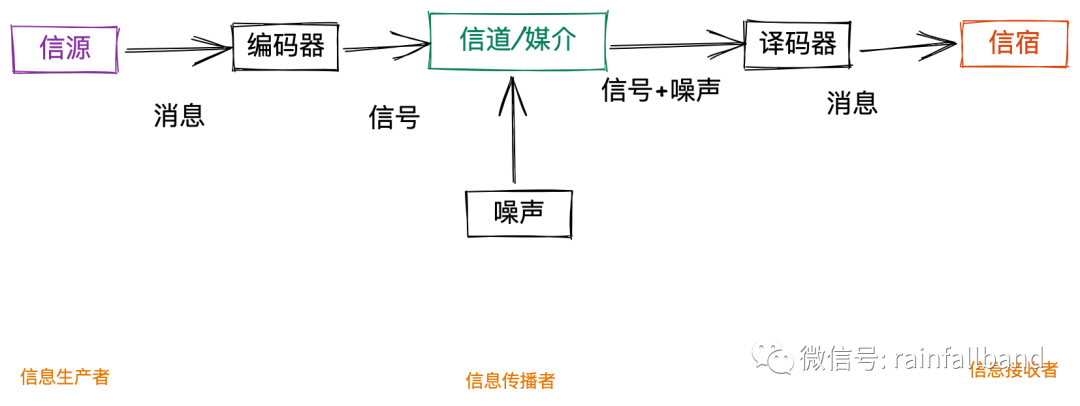 信源
编码器
信道/媒介
译码器
信宿
消息
信号
信号+噪声
消息
噪声
微信号: rainfallband
信息生产者
信息传播者
信息接收者